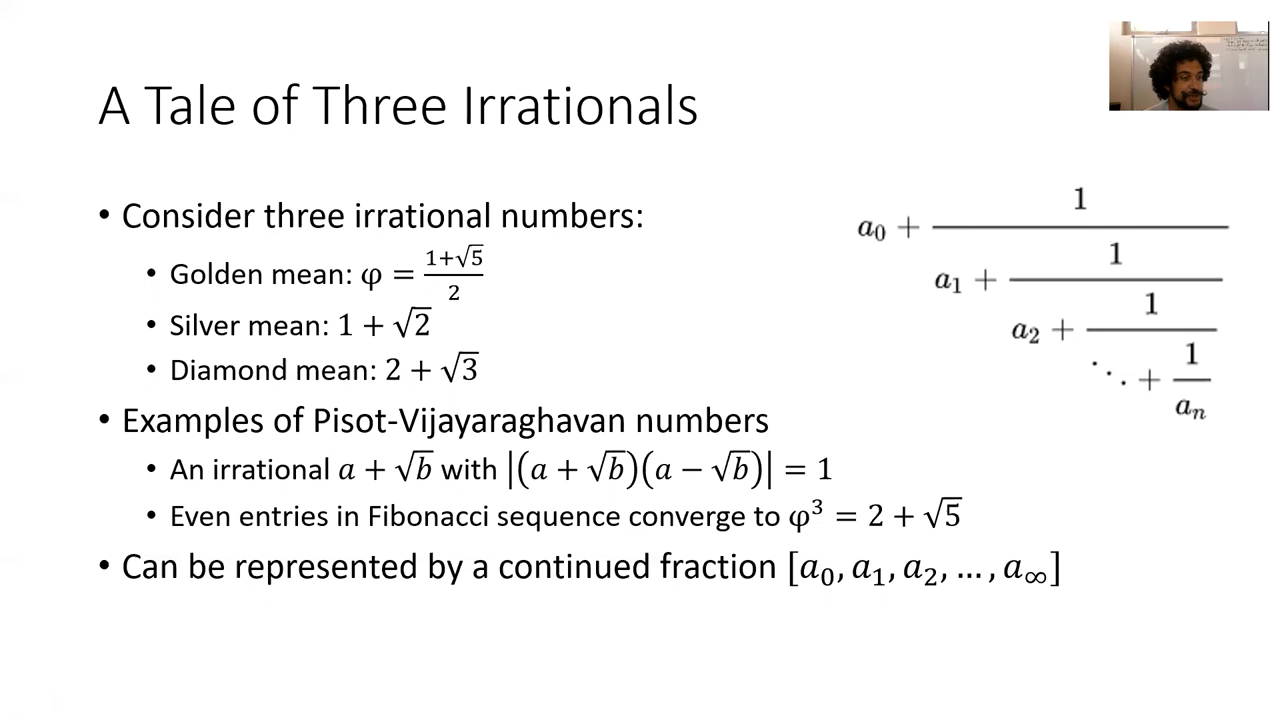 A Tale of Three Irrationals
• Consider three irrational numbers:
• Golden mean: φ = (1+√5)/2
• Silver mean: 1 + √2
• Diamond mean: 2 + √3
• Examples of Pisot-Vijayaraghavan numbers
• An irrational a + √b with |(a + √b)(a − √b)| = 1
• Even entries in Fibonacci sequence converge to φ³ = 2 + √5
• Can be represented by a continued fraction [a₀, a₁, a₂, …, a∞]
1
a₀ +
1
a₁ +
1
a₂ +
⋱ +
1
aₙ